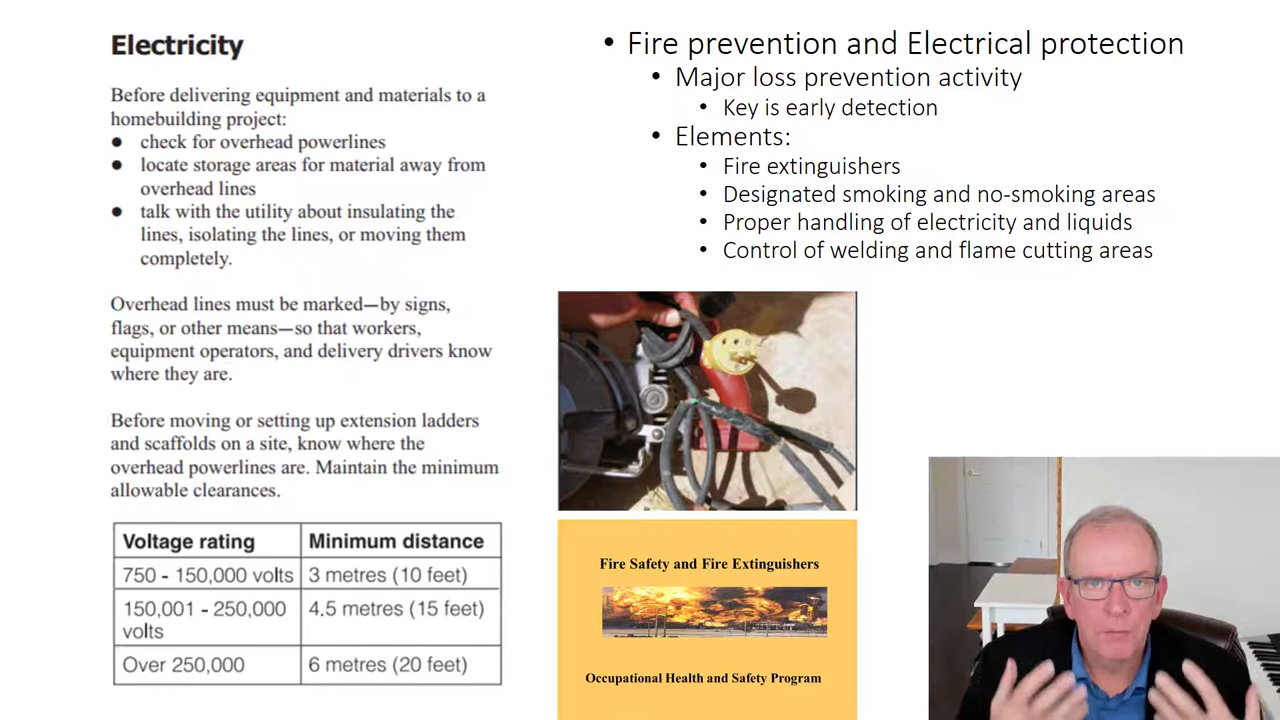 Electricity
Before delivering equipment and materials to a
homebuilding project:
● check for overhead powerlines
● locate storage areas for material away from
overhead lines
● talk with the utility about insulating the
lines, isolating the lines, or moving them
completely.
Overhead lines must be marked—by signs,
flags, or other means—so that workers,
equipment operators, and delivery drivers know
where they are.
Before moving or setting up extension ladders
and scaffolds on a site, know where the
overhead powerlines are. Maintain the minimum
allowable clearances.
Voltage rating Minimum distance
750 - 150,000 volts 3 metres (10 feet)
150,001 - 250,000 4.5 metres (15 feet)
volts
Over 250,000 6 metres (20 feet)
• Fire prevention and Electrical protection
• Major loss prevention activity
• Key is early detection
• Elements:
• Fire extinguishers
• Designated smoking and no-smoking areas
• Proper handling of electricity and liquids
• Control of welding and flame cutting areas
Fire Safety and Fire Extinguishers
Occupational Health and Safety Program